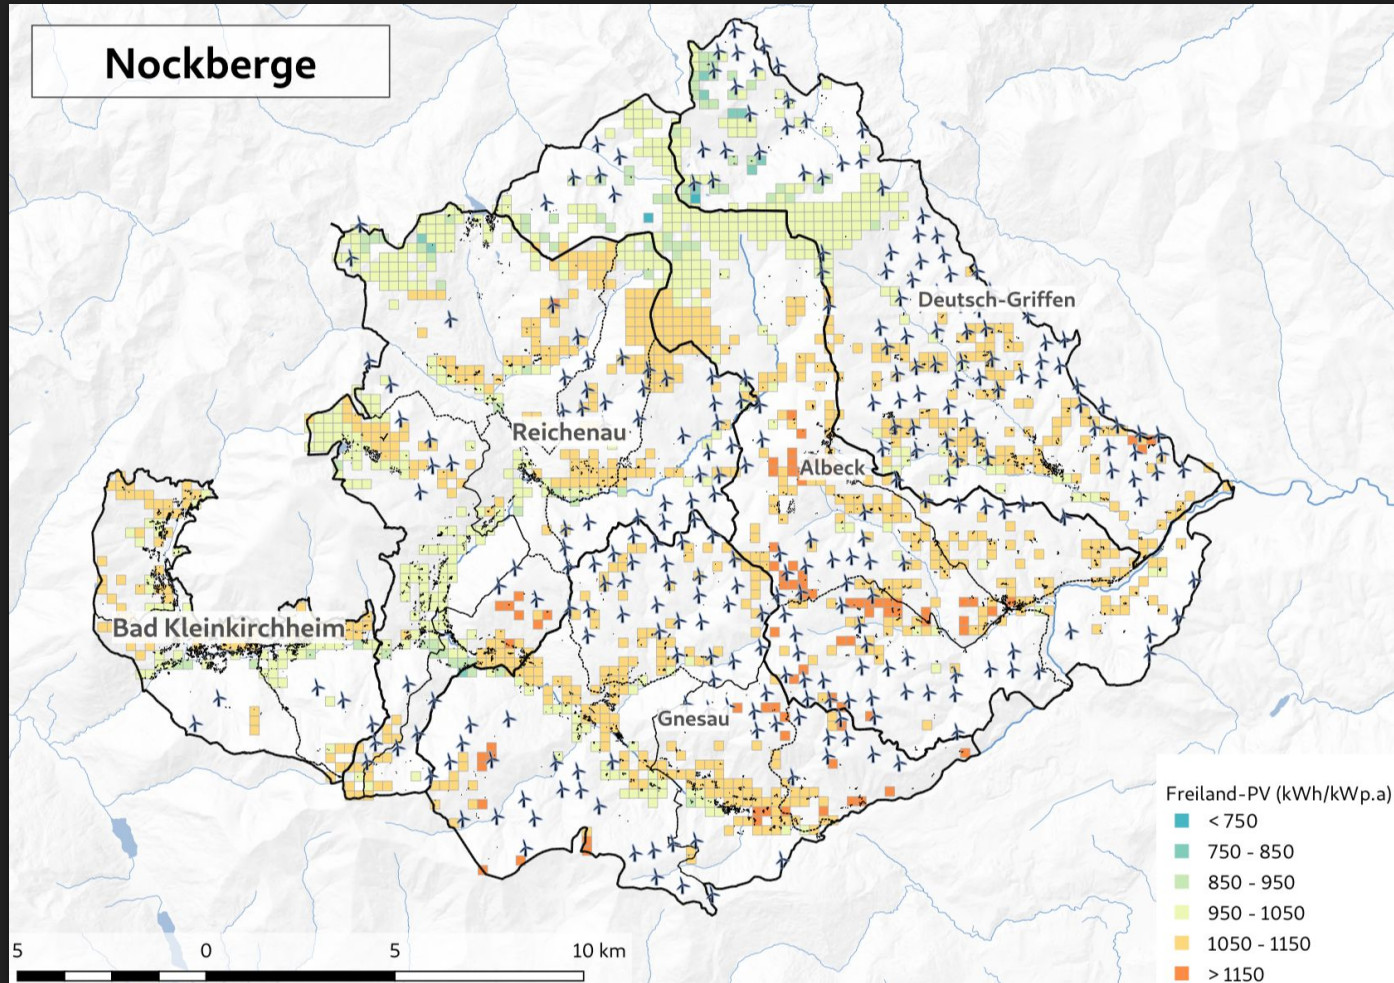 Nockberge
Deutsch-Griffen
Reichenau
Albeck
Bad Kleinkirchheim
Gnesau
Freiland-PV (kWh/kWp.a)
< 750
750 - 850
850 - 950
950 - 1050
1050 - 1150
> 1150
5 0 5 10 km